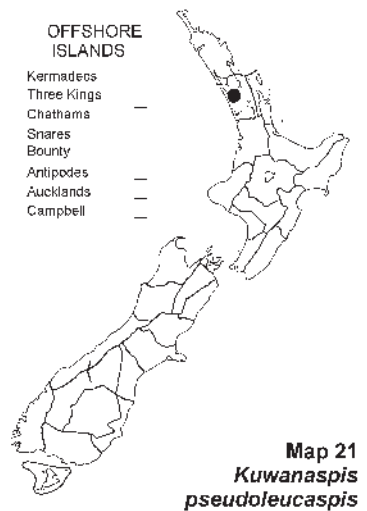 OFFSHORE
ISLANDS
Kermadecs
Three Kings
Chathams
Snares
Bounty
Antipodes
Aucklands
Campbell
Map 21
Kuwanaspis
pseudoleucaspis